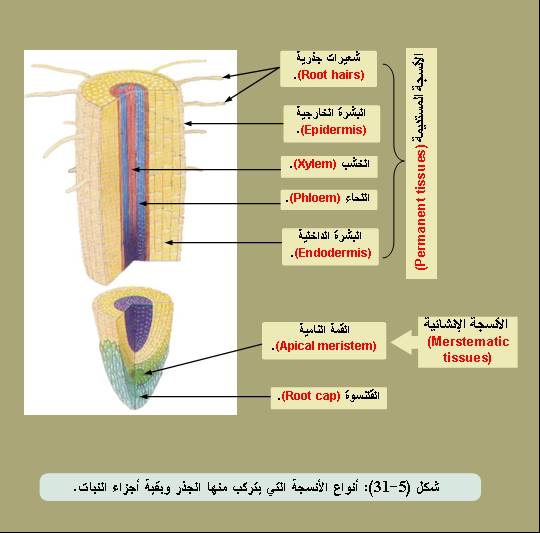 شعيرات جذرية
(Root hairs).
البشرة الخارجية
(Epidermis).
الخشب (Xylem).
اللحاء (Phloem).
البشرة الداخلية
(Endodermis).
الأنسجة المستديمة (Permanent tissues)
القمة النامية
(Apical meristem).
الأنسجة الإنشائية
(Merstematic
tissues)
القلنسوة (Root cap).
شكل (5-31): أنواع الأنسجة التي يتركب منها الجذر وبقية أجزاء النبات.